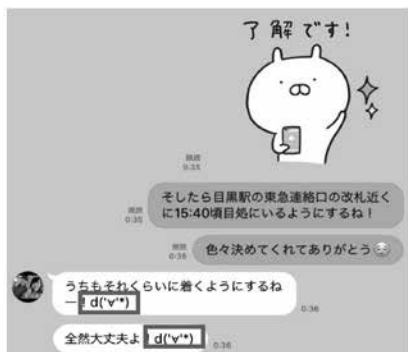 了解です!
既読
0:35
そしたら目黒駅の東急連絡口の改札近く
に15:40頃目処にいるようにするね!
既読
0:35
色々決めてくれてありがとう🥺
既読
0:35
うちもそれくらいに着くようにするね
ー! d('∀'*)
0:36
全然大丈夫よ! d('∀'*)
0:36